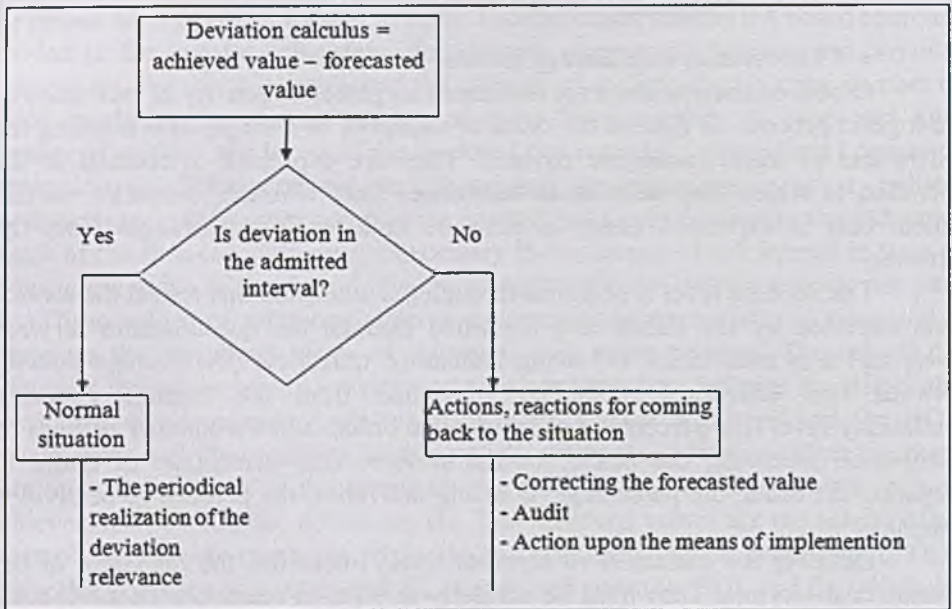 Deviation calculus =
achieved value – forecasted
value
Yes
Is deviation in
the admitted
interval?
No
Normal
situation
Actions, reactions for coming
back to the situation
- The periodical
realization of the
deviation
relevance
- Correcting the forecasted value
- Audit
- Action upon the means of implemention